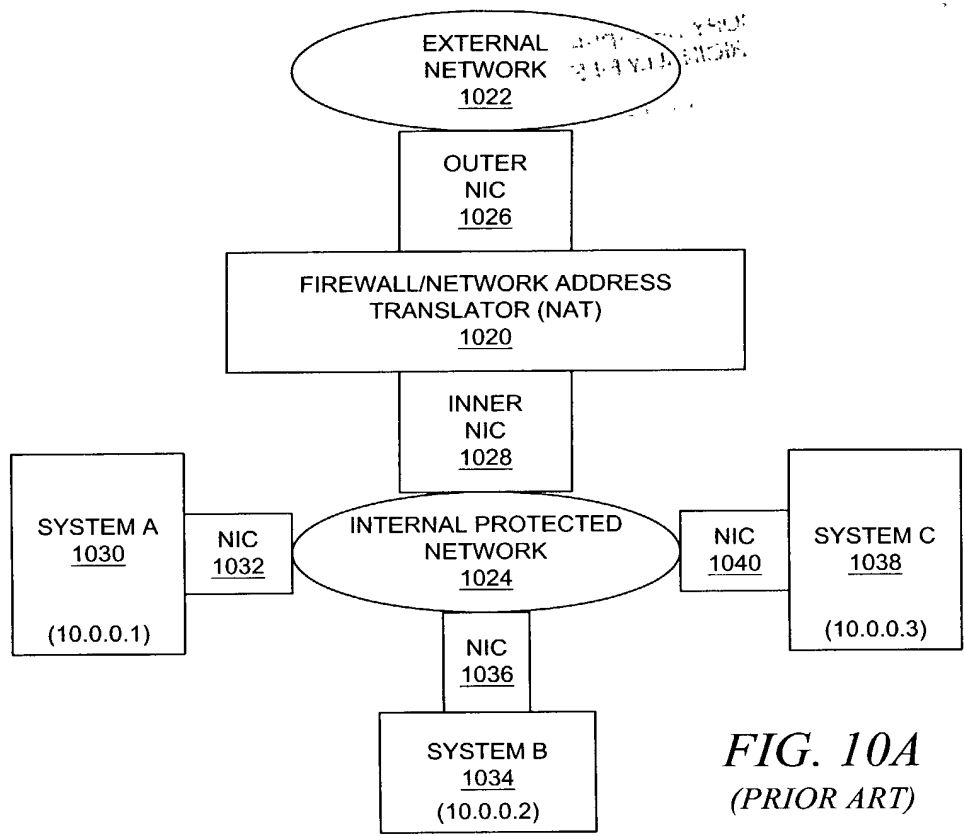 EXTERNAL
NETWORK
1022
OUTER
NIC
1026
FIREWALL/NETWORK ADDRESS
TRANSLATOR (NAT)
1020
INNER
NIC
1028
SYSTEM A
1030
(10.0.0.1)
NIC
1032
INTERNAL PROTECTED
NETWORK
1024
NIC
1040
SYSTEM C
1038
(10.0.0.3)
NIC
1036
SYSTEM B
1034
(10.0.0.2)
FIG. 10A
(PRIOR ART)